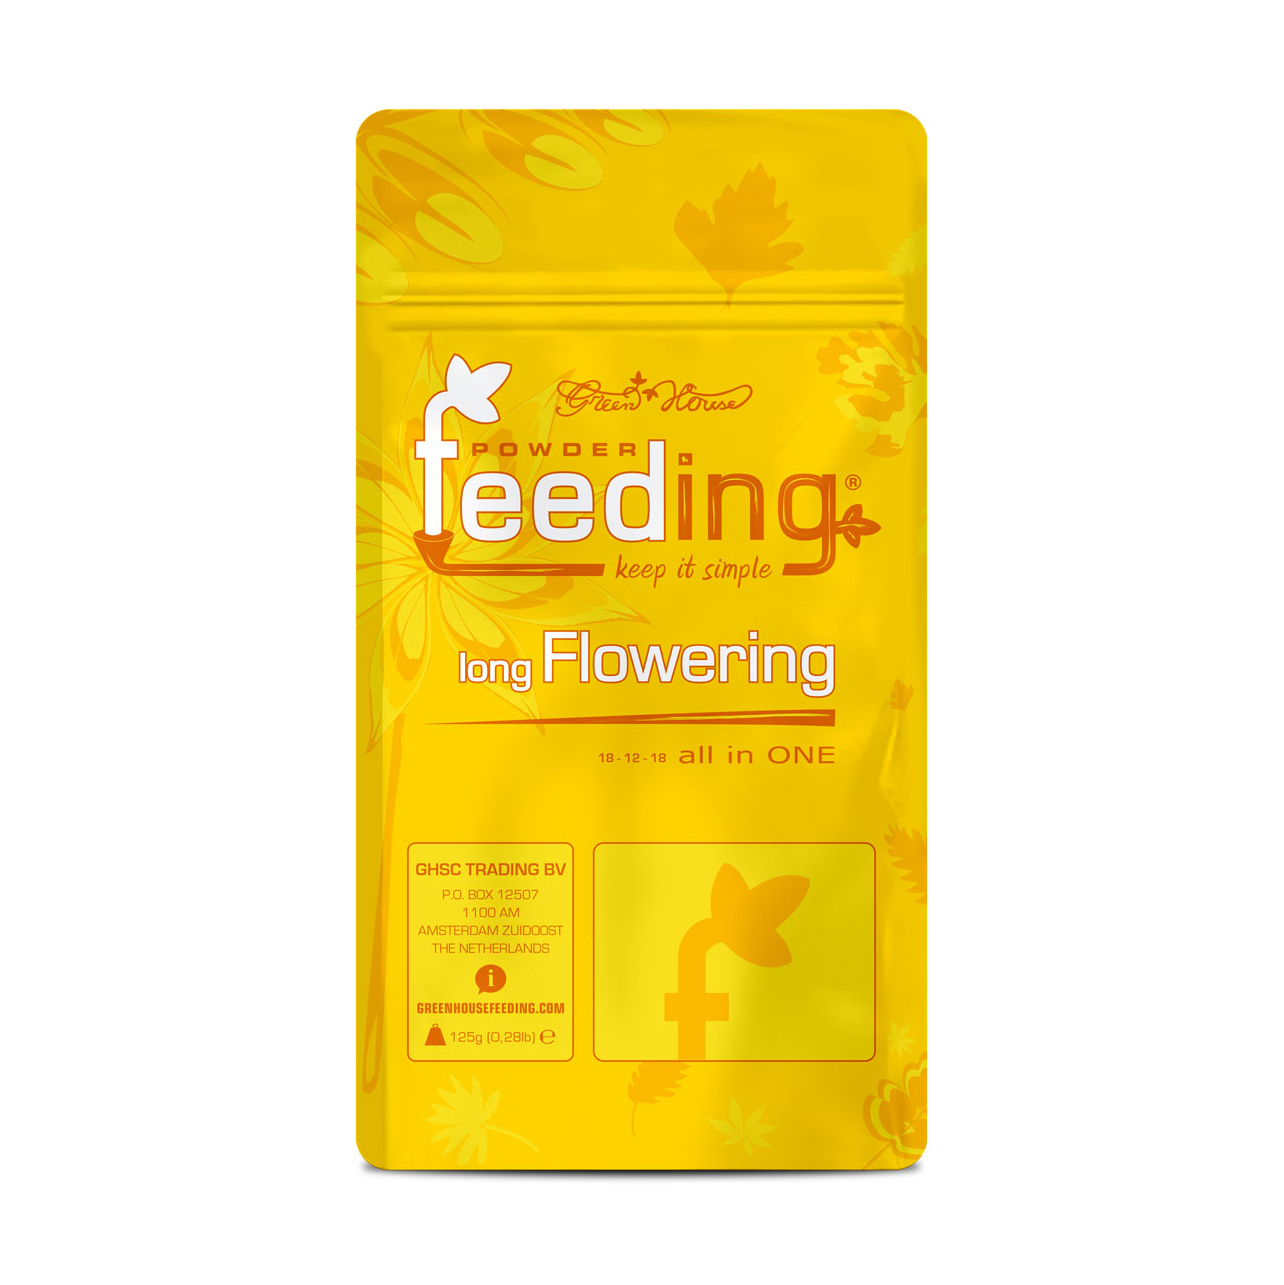 Green House
POWDER
feeding®
keep it simple
long Flowering
18-12-18 all in ONE
GHSC TRADING BV
P.O. BOX 12507
1100 AM
AMSTERDAM ZUIDOOST
THE NETHERLANDS
i
GREENHOUSEFEEDING.COM
125g (0,28lb) ℮
f